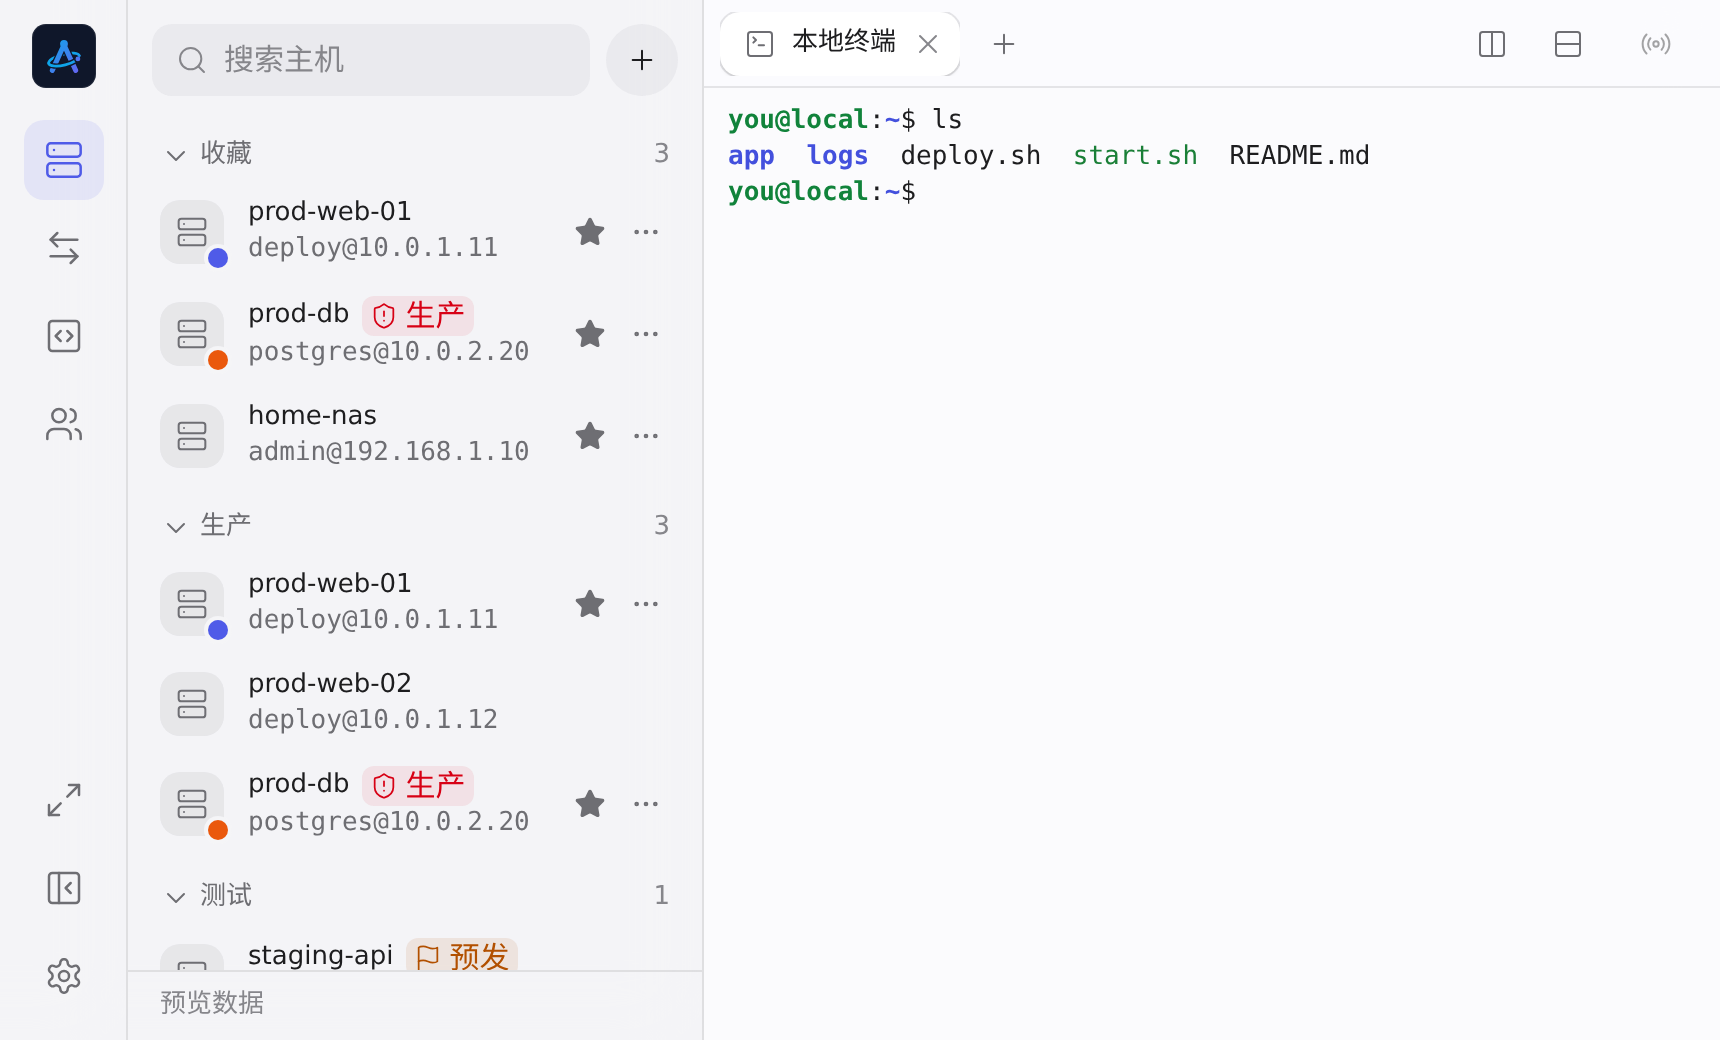 搜索主机
收藏 3
prod-web-01
deploy@10.0.1.11
prod-db 生产
postgres@10.0.2.20
home-nas
admin@192.168.1.10
生产 3
prod-web-01
deploy@10.0.1.11
prod-web-02
deploy@10.0.1.12
prod-db 生产
postgres@10.0.2.20
测试 1
staging-api 预发
预览数据
本地终端
you@local:~$ ls
app logs deploy.sh start.sh README.md
you@local:~$